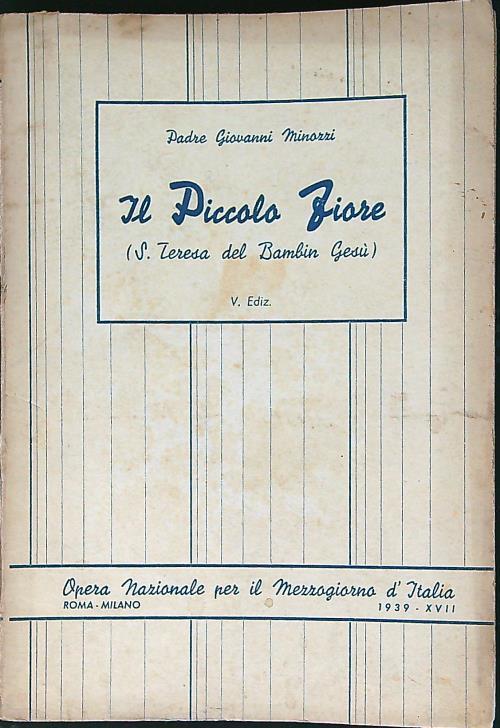 Padre Giovanni Minozzi
Il Piccolo Fiore
(S. Teresa del Bambin Gesù)
V. Ediz.
Opera Nazionale per il Mezzogiorno d'Italia
ROMA - MILANO 1939 - XVII